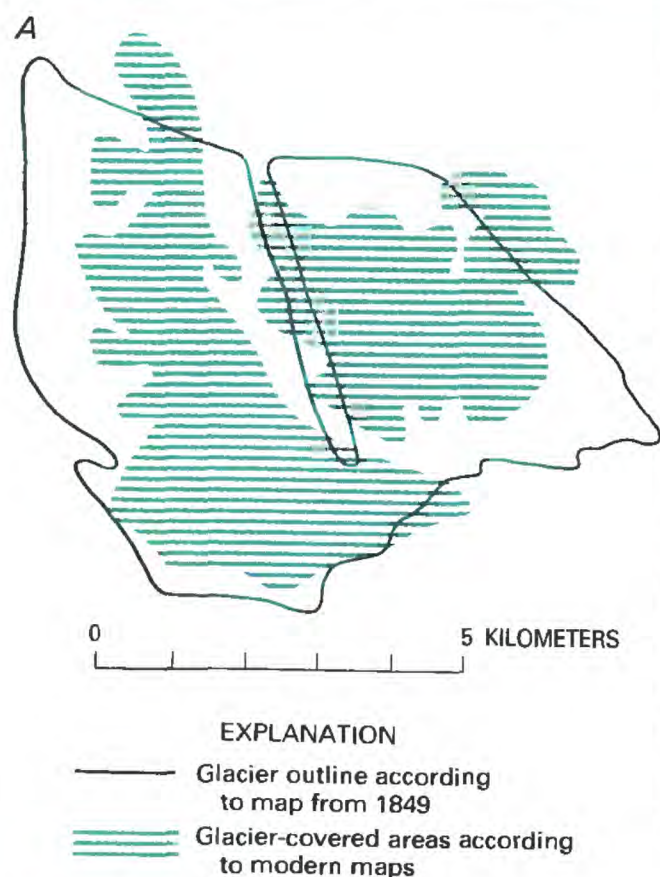 A
0 5 KILOMETERS
EXPLANATION
Glacier outline according
to map from 1849
Glacier-covered areas according
to modern maps